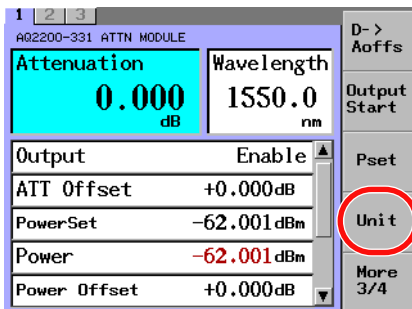 1 2 3
AQ2200-331 ATTN MODULE
Attenuation
0.000
dB
Wavelength
1550.0
nm
Output Enable
ATT Offset +0.000dB
PowerSet -62.001dBm
Power -62.001dBm
Power Offset +0.000dB
D->
Aoffs
Output
Start
Pset
Unit
More
3/4